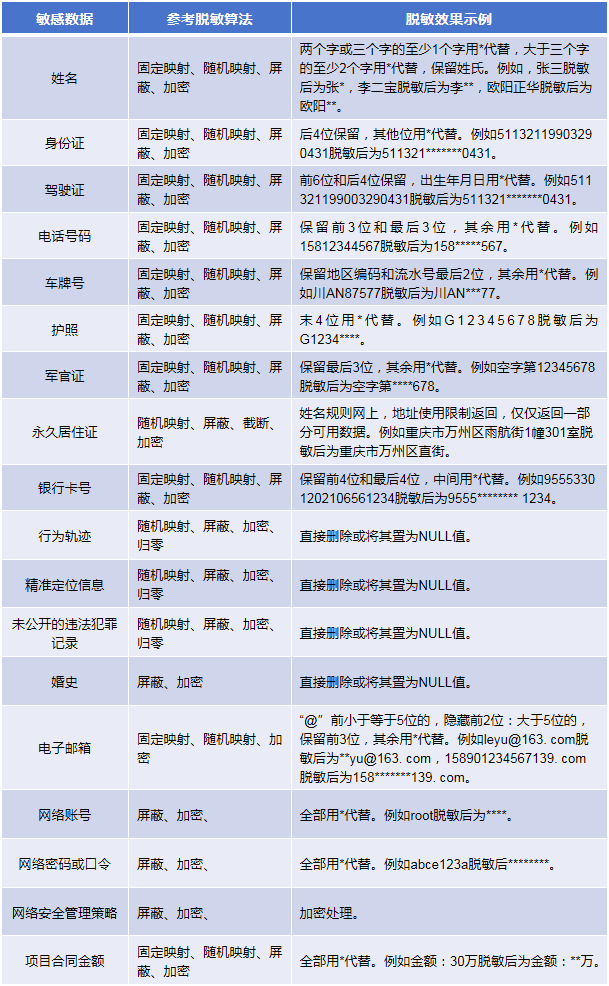 敏感数据 参考脱敏算法 脱敏效果示例
姓名
固定映射、随机映射、屏
蔽、加密
两个字或三个字的至少1个字用*代替，大于三个字
的至少2个字用*代替，保留姓氏。例如，张三脱敏
后为张*，李二宝脱敏后为李**，欧阳正华脱敏后为
欧阳**。
身份证
固定映射、随机映射、屏
蔽、加密
后4位保留，其他位用*代替。例如5113211990329
0431脱敏后为511321*******0431。
驾驶证
固定映射、随机映射、屏
蔽、加密
前6位和后4位保留，出生年月日用*代替。例如511
321199003290431脱敏后为511321*******0431。
电话号码
固定映射、随机映射、屏
蔽、加密
保留前3位和最后3位，其余用*代替。例如
15812344567脱敏后为158*****567。
车牌号
固定映射、随机映射、屏
蔽、加密
保留地区编码和流水号最后2位，其余用*代替。例
如川AN87577脱敏后为川AN***77。
护照
固定映射、随机映射、屏
蔽、加密
末4位用*代替。例如G12345678脱敏后为
G1234****。
军官证
固定映射、随机映射、屏
蔽、加密
保留最后3位，其余用*代替。例如空字第12345678
脱敏后为空字第****678。
永久居住证
随机映射、屏蔽、截断、
加密
姓名规则网上，地址使用限制返回，仅仅返回一部
分可用数据。例如重庆市万州区雨航街1幢301室脱
敏后为重庆市万州区直街。
银行卡号
固定映射、随机映射、屏
蔽、加密
保留前4位和最后4位，中间用*代替。例如9555330
1202106561234脱敏后为9555******** 1234。
行为轨迹
随机映射、屏蔽、加密、
归零
直接删除或将其置为NULL值。
精准定位信息
随机映射、屏蔽、加密、
归零
直接删除或将其置为NULL值。
未公开的违法犯罪
记录
随机映射、屏蔽、加密、
归零
直接删除或将其置为NULL值。
婚史 屏蔽、加密 直接删除或将其置为NULL值。
电子邮箱
固定映射、随机映射、加
密
“@”前小于等于5位的，隐藏前2位：大于5位的，
保留前3位，其余用*代替。例如leyu@163. com脱
敏后为**yu@163. com，158901234567139. com
脱敏后为158*******139. com。
网络账号 屏蔽、加密、 全部用*代替。例如root脱敏后为****。
网络密码或口令 屏蔽、加密、 全部用*代替。例如abce123a脱敏后********。
网络安全管理策略 屏蔽、加密、 加密处理。
项目合同金额
固定映射、随机映射、屏
蔽、加密
全部用*代替。例如金额：30万脱敏后为金额：**万。